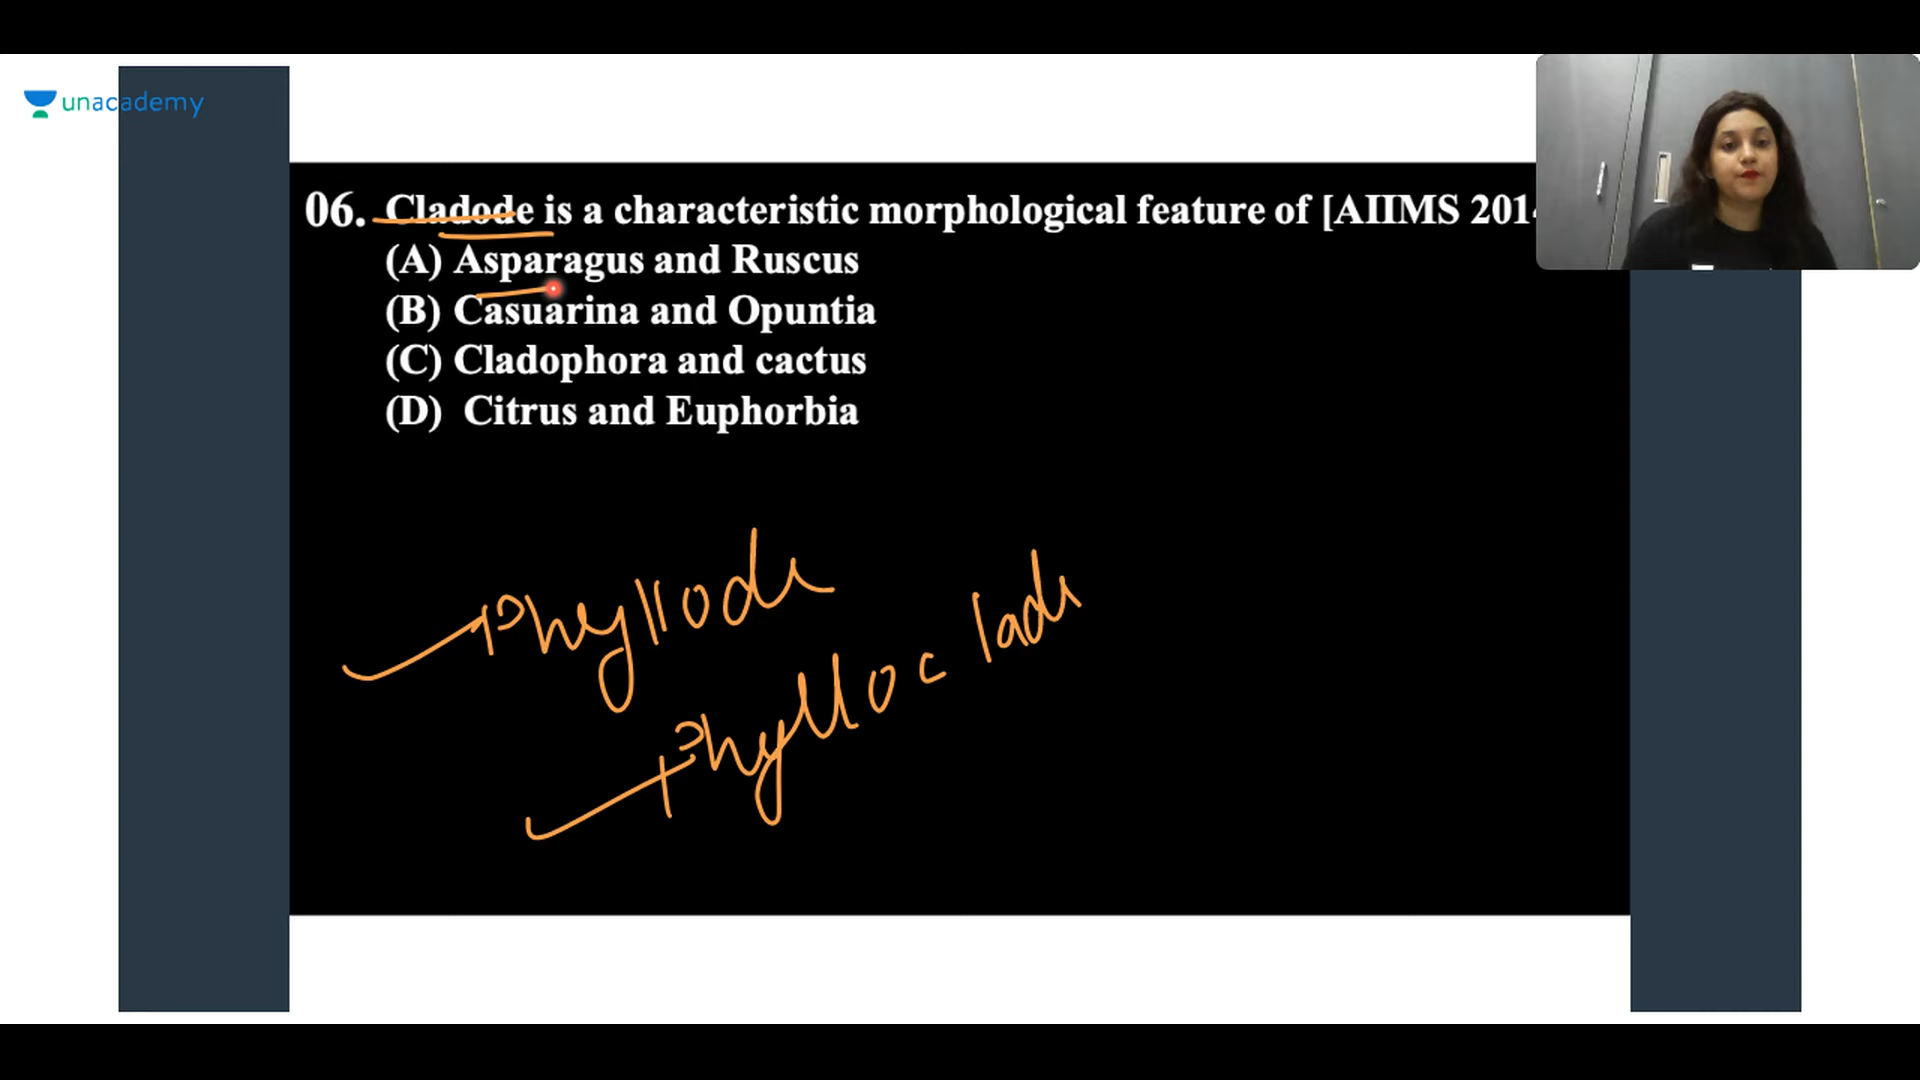 unacademy
06. Cladode is a characteristic morphological feature of [AIIMS 201
(A) Asparagus and Ruscus
(B) Casuarina and Opuntia
(C) Cladophora and cactus
(D) Citrus and Euphorbia
Phyllode
Phylloclade